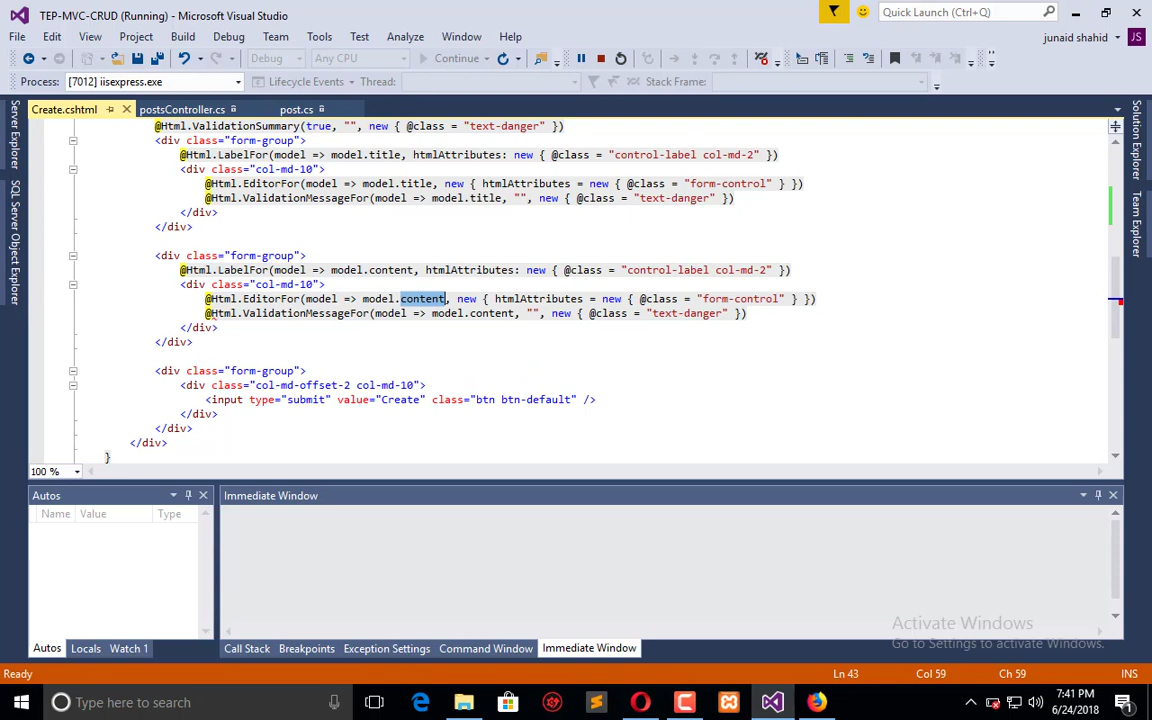 TEP-MVC-CRUD (Running) - Microsoft Visual Studio
Quick Launch (Ctrl+Q)
File Edit View Project Build Debug Team Tools Test Analyze Window Help
junaid shahid JS
Debug Any CPU Continue
Process: [7012] iisexpress.exe Lifecycle Events Thread: Stack Frame:
Create.cshtml postsController.cs post.cs
Server Explorer
SQL Server Object Explorer
Solution Explorer
Team Explorer
@Html.ValidationSummary(true, "", new { @class = "text-danger" })
<div class="form-group">
@Html.LabelFor(model => model.title, htmlAttributes: new { @class = "control-label col-md-2" })
<div class="col-md-10">
@Html.EditorFor(model => model.title, new { htmlAttributes = new { @class = "form-control" } })
@Html.ValidationMessageFor(model => model.title, "", new { @class = "text-danger" })
</div>
</div>
<div class="form-group">
@Html.LabelFor(model => model.content, htmlAttributes: new { @class = "control-label col-md-2" })
<div class="col-md-10">
@Html.EditorFor(model => model.content, new { htmlAttributes = new { @class = "form-control" } })
@Html.ValidationMessageFor(model => model.content, "", new { @class = "text-danger" })
</div>
</div>
<div class="form-group">
<div class="col-md-offset-2 col-md-10">
<input type="submit" value="Create" class="btn btn-default" />
</div>
</div>
</div>
}
100 %
Autos
Immediate Window
Name Value Type
Activate Windows
Go to Settings to activate Windows.
Autos Locals Watch 1
Call Stack Breakpoints Exception Settings Command Window Immediate Window
Ready Ln 43 Col 59 Ch 59 INS
Type here to search
7:41 PM
6/24/2018
1